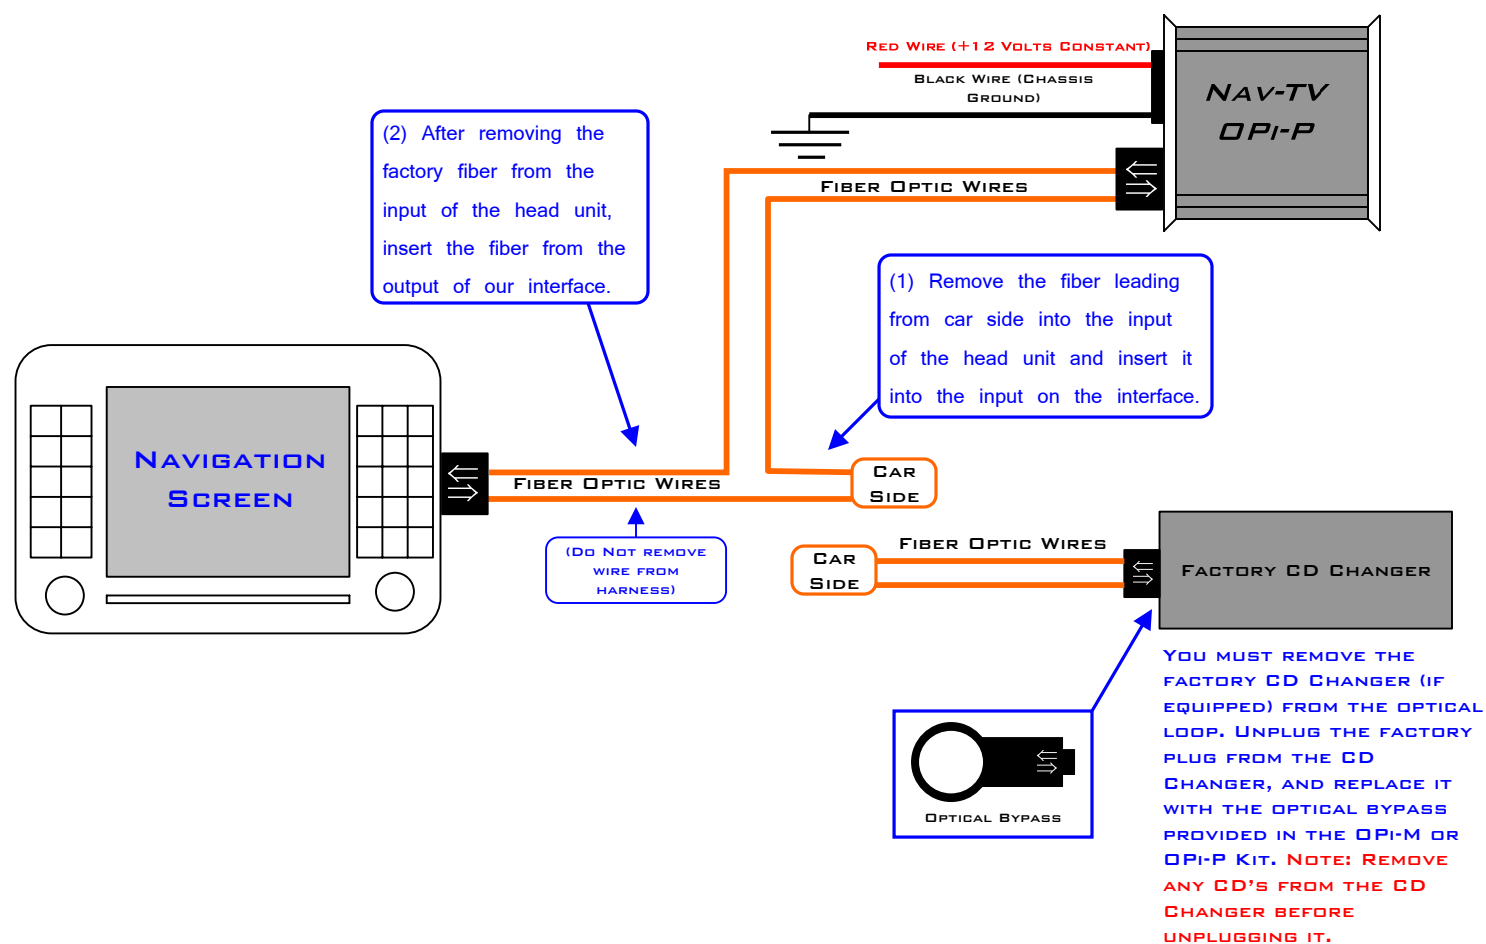 Red Wire (+12 Volts Constant)
Black Wire (Chassis
Ground)
Nav-TV
OPi-P
Fiber Optic Wires
(2) After removing the
factory fiber from the
input of the head unit,
insert the fiber from the
output of our interface.
(1) Remove the fiber leading
from car side into the input
of the head unit and insert it
into the input on the interface.
Navigation
Screen
Fiber Optic Wires
Car
Side
(Do Not remove
wire from
harness)
Car
Side
Fiber Optic Wires
Factory CD Changer
Optical Bypass
You must remove the
factory CD Changer (if
equipped) from the optical
loop. Unplug the factory
plug from the CD
Changer, and replace it
with the optical bypass
provided in the OPi-M or
OPi-P Kit. Note: Remove
any CD's from the CD
Changer before
unplugging it.